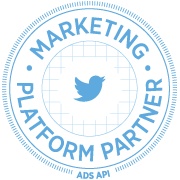 • MARKETING •
PLATFORM PARTNER
ADS API